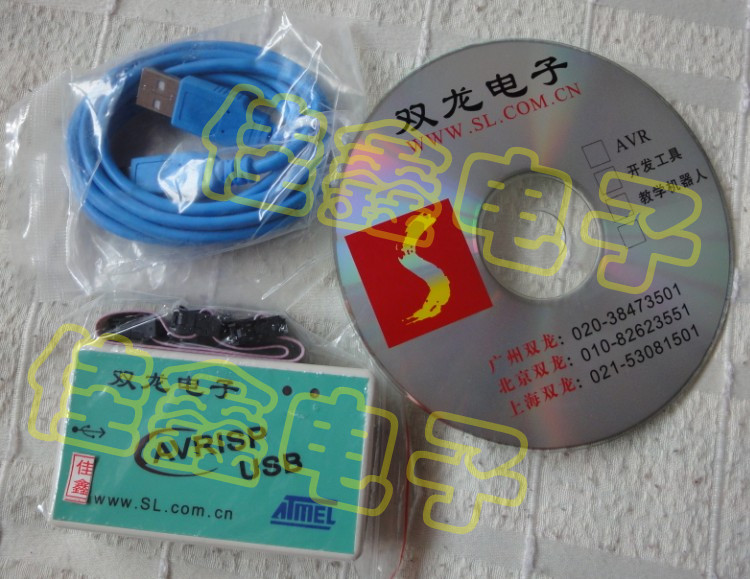 双龙电子
WWW.SL.COM.CN
AVR
开发工具
教学机器人
广州双龙：020-38473501
北京双龙：010-82623551
上海双龙：021-53081501
佳鑫电子
双龙电子
AVRISP
USB
佳鑫
www.SL.com.cn
ATMEL
佳鑫电子